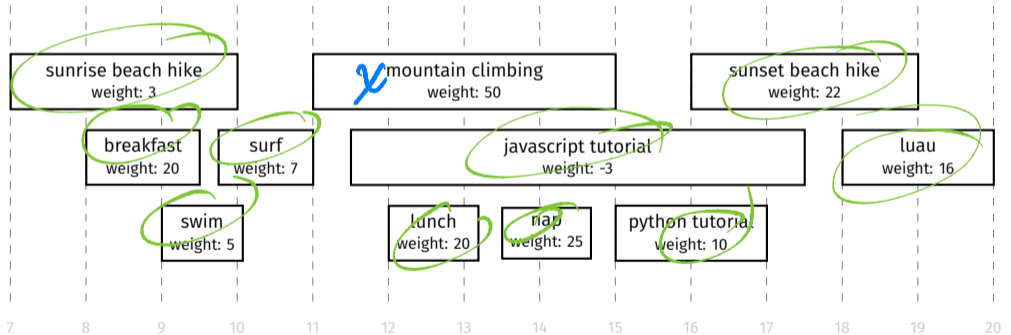 sunrise beach hike
weight: 3
mountain climbing
weight: 50
sunset beach hike
weight: 22
breakfast
weight: 20
surf
weight: 7
javascript tutorial
weight: -3
luau
weight: 16
swim
weight: 5
lunch
weight: 20
nap
weight: 25
python tutorial
weight: 10
7 8 9 10 11 12 13 14 15 16 17 18 19 20